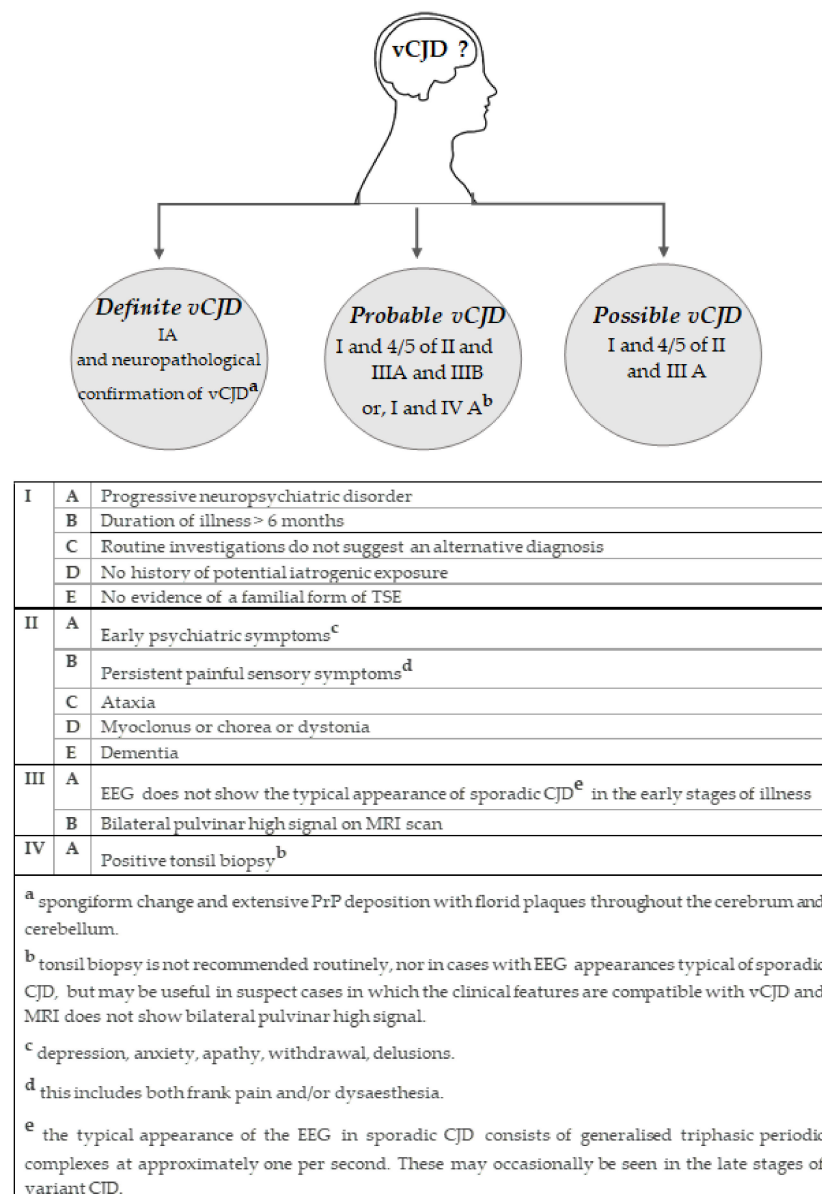 vCJD ?
Definite vCJD
IA
and neuropathological
confirmation of vCJDa
Probable vCJD
I and 4/5 of II and
IIIA and IIIB
or, I and IV Ab
Possible vCJD
I and 4/5 of II
and III A
I A Progressive neuropsychiatric disorder
B Duration of illness > 6 months
C Routine investigations do not suggest an alternative diagnosis
D No history of potential iatrogenic exposure
E No evidence of a familial form of TSE
II A Early psychiatric symptomsc
B Persistent painful sensory symptomsd
C Ataxia
D Myoclonus or chorea or dystonia
E Dementia
III A EEG does not show the typical appearance of sporadic CJDe in the early stages of illness
B Bilateral pulvinar high signal on MRI scan
IV A Positive tonsil biopsyb
a spongiform change and extensive PrP deposition with florid plaques throughout the cerebrum and
cerebellum.
b tonsil biopsy is not recommended routinely, nor in cases with EEG appearances typical of sporadic
CJD, but may be useful in suspect cases in which the clinical features are compatible with vCJD and
MRI does not show bilateral pulvinar high signal.
c depression, anxiety, apathy, withdrawal, delusions.
d this includes both frank pain and/or dysaesthesia.
e the typical appearance of the EEG in sporadic CJD consists of generalised triphasic periodic
complexes at approximately one per second. These may occasionally be seen in the late stages of
variant CJD.